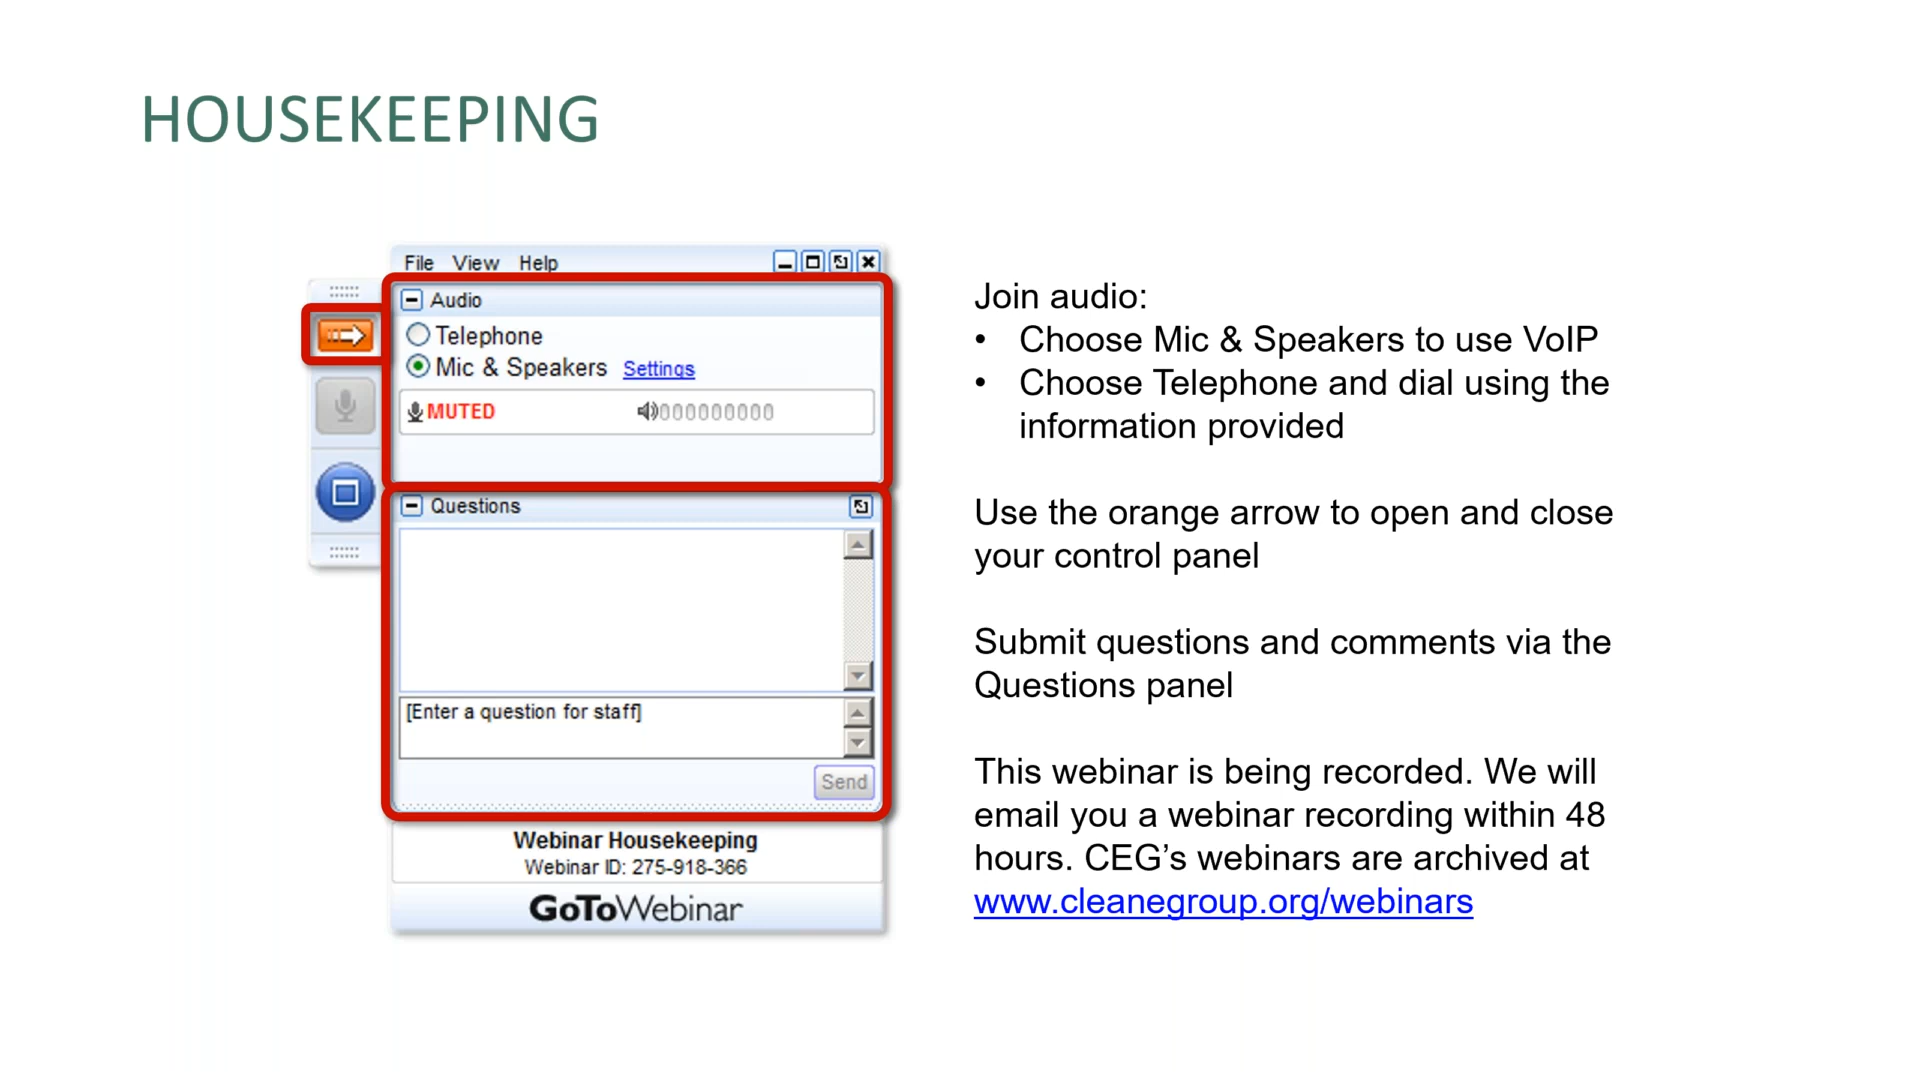 HOUSEKEEPING
File View Help
Audio
Telephone
Mic & Speakers Settings
MUTED
Questions
[Enter a question for staff]
Send
Webinar Housekeeping
Webinar ID: 275-918-366
GoToWebinar
Join audio:
• Choose Mic & Speakers to use VoIP
• Choose Telephone and dial using the
information provided
Use the orange arrow to open and close
your control panel
Submit questions and comments via the
Questions panel
This webinar is being recorded. We will
email you a webinar recording within 48
hours. CEG’s webinars are archived at
www.cleanegroup.org/webinars